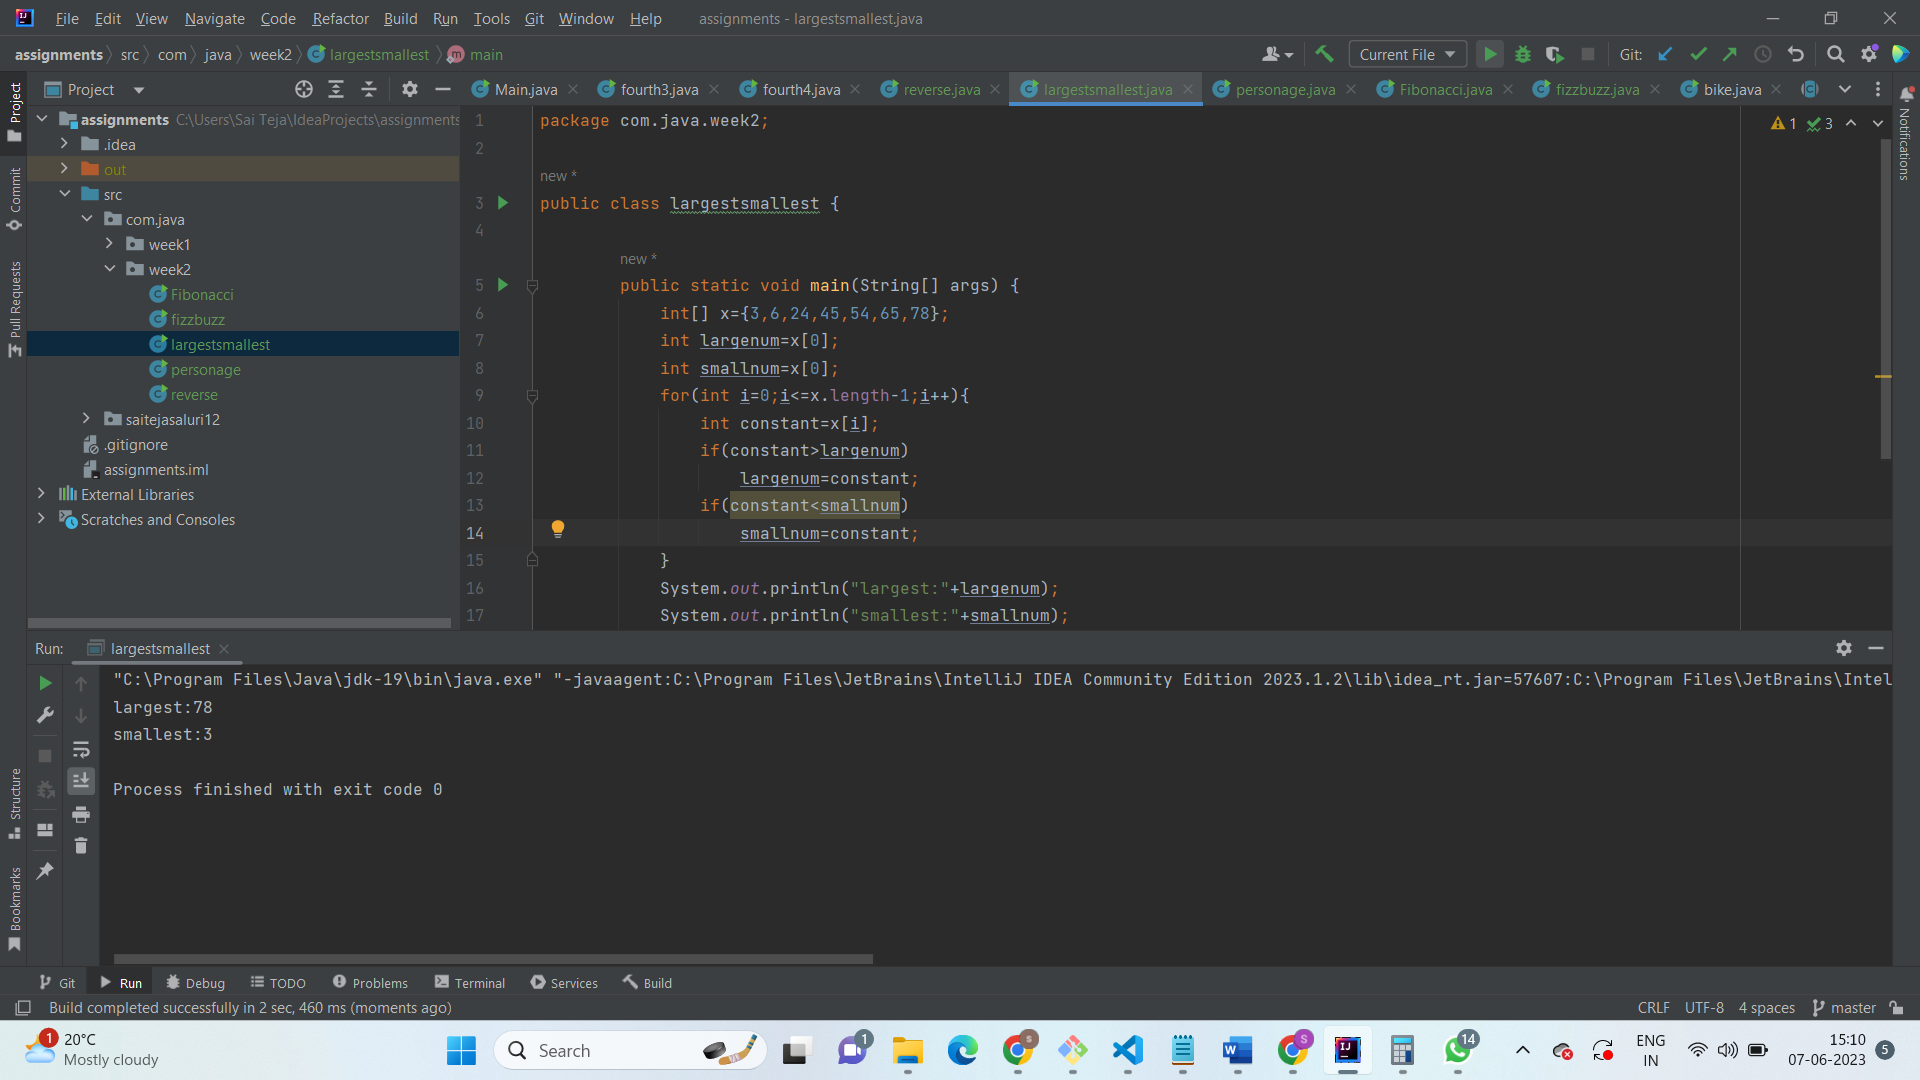 File Edit View Navigate Code Refactor Build Run Tools Git Window Help assignments - largestsmallest.java
assignments src com java week2 largestsmallest main Current File Git:
Project
Main.java fourth3.java fourth4.java reverse.java largestsmallest.java personage.java Fibonacci.java fizzbuzz.java bike.java
Project
Commit
Pull Requests
Structure
Bookmarks
Notifications
assignments C:\Users\Sai Teja\IdeaProjects\assignments
.idea
out
src
com.java
week1
week2
Fibonacci
fizzbuzz
largestsmallest
personage
reverse
saitejasaluri12
.gitignore
assignments.iml
External Libraries
Scratches and Consoles
1 3
1 package com.java.week2;
2
new *
3 public class largestsmallest {
4
new *
5 public static void main(String[] args) {
6 int[] x={3,6,24,45,54,65,78};
7 int largenum=x[0];
8 int smallnum=x[0];
9 for(int i=0;i<=x.length-1;i++){
10 int constant=x[i];
11 if(constant>largenum)
12 largenum=constant;
13 if(constant<smallnum)
14 smallnum=constant;
15 }
16 System.out.println("largest:"+largenum);
17 System.out.println("smallest:"+smallnum);
Run: largestsmallest
"C:\Program Files\Java\jdk-19\bin\java.exe" "-javaagent:C:\Program Files\JetBrains\IntelliJ IDEA Community Edition 2023.1.2\lib\idea_rt.jar=57607:C:\Program Files\JetBrains\Intel
largest:78
smallest:3
Process finished with exit code 0
Git Run Debug TODO Problems Terminal Services Build
Build completed successfully in 2 sec, 460 ms (moments ago) CRLF UTF-8 4 spaces master
1 20°C
Mostly cloudy
Search
1
s
S
14
ENG
IN
15:10
07-06-2023
5